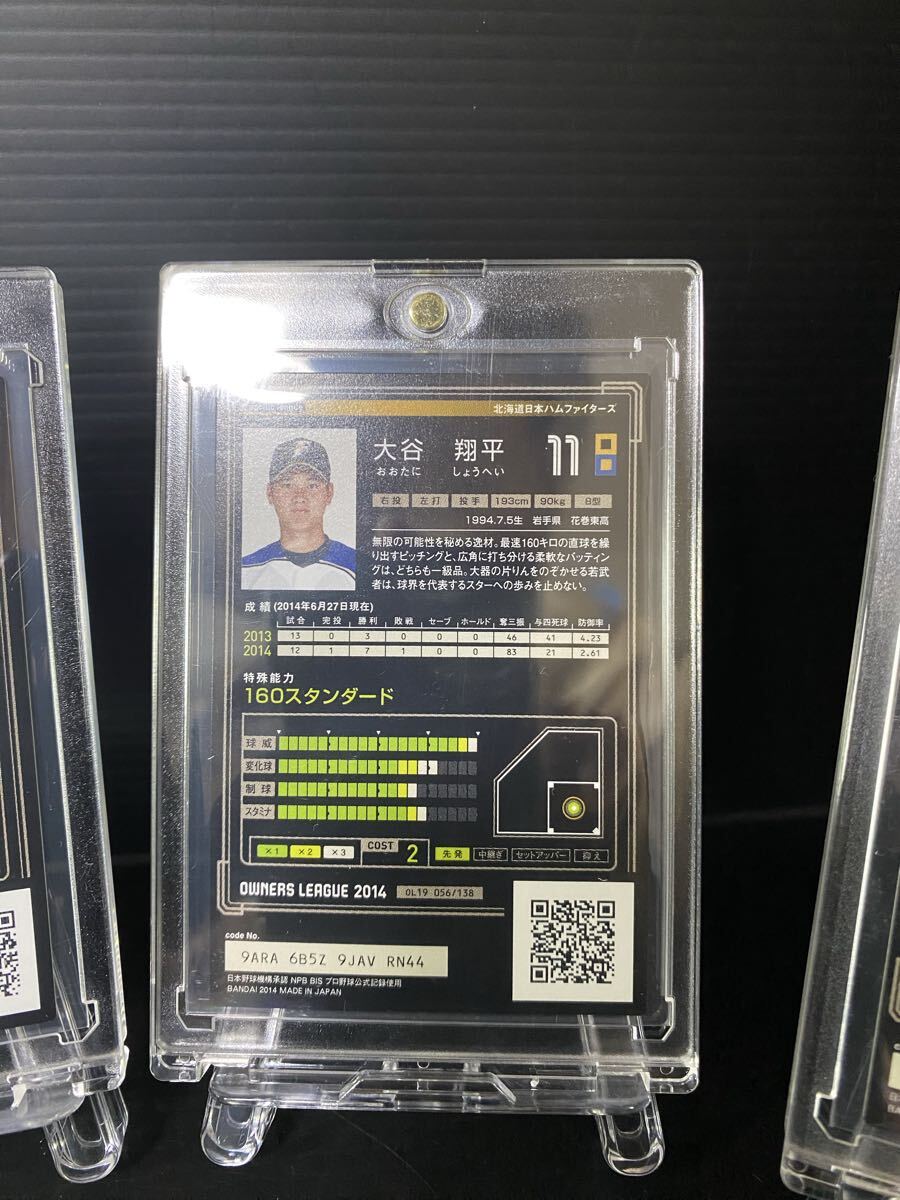 北海道日本ハムファイターズ
大谷 翔平 11
おおたに しょうへい
右投 左打 投手 193cm 90kg B型
1994.7.5生 岩手県 花巻東高
無限の可能性を秘める逸材。最速160キロの直球を繰
り出すピッチングと、広角に打ち分ける柔軟なバッティン
グは、どちらも一級品。大器の片りんをのぞかせる若武
者は、球界を代表するスターへの歩みを止めない。
成績(2014年6月27日現在)
試合 完投 勝利 敗戦 セーブ ホールド 奪三振 与四死球 防御率
2013 13 0 3 0 0 0 46 41 4.23
2014 12 1 7 1 0 0 83 21 2.61
特殊能力
160スタンダード
球威
変化球
制球
スタミナ
×1 ×2 ×3 COST 2 先発 中継ぎ セットアッパー 抑え
OWNERS LEAGUE 2014 OL19 056/138
code No.
9ARA 6B5Z 9JAV RN44
日本野球機構承認 NPB BIS プロ野球公式記録使用
BANDAI 2014 MADE IN JAPAN